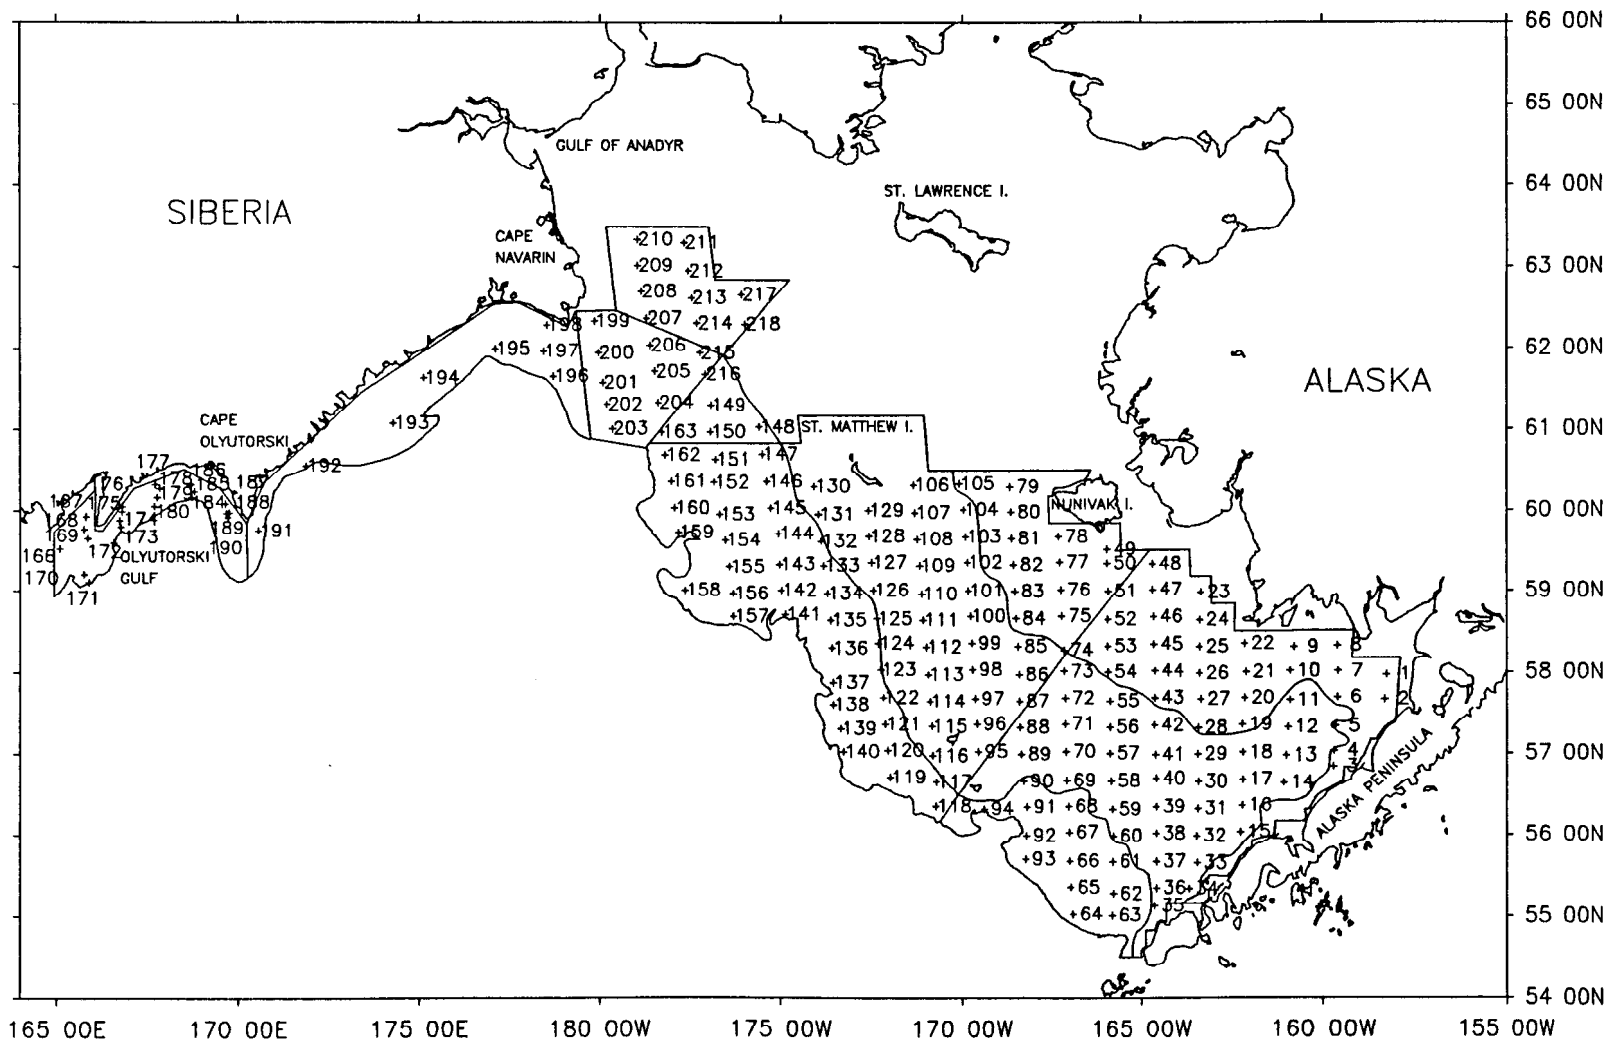 66 00N
65 00N
GULF OF ANADYR
64 00N
ST. LAWRENCE I.
SIBERIA
CAPE
NAVARIN
+210 +211
63 00N
+209 +212
+208 +213 +217
+198 +199 +207 +214 +218
62 00N
+195 +197 +200 +206 +215
ALASKA
+194 +196 +201 +205 +216
+202 +204 +149
CAPE
OLYUTORSKI
61 00N
+193 +203 +163 +150 +148 ST. MATTHEW I.
177 186 +192 +162 +151 +147
176 178 185 187 +161 +152 +146 +130 +106 +105 +79
167 175 179 184 188 +160 +153 +145 +131 +129 +107 +104 +80 NUNIVAK I.
60 00N
168 174 180
69 173 189 +191 +159 +154 +144 +132 +128 +108 +103 +81 +78
166 172 OLYUTORSKI 190 +49
GULF
170 +155 +143 +133 +127 +109 +102 +82 +77 +50 +48
171 +158 +156 +142 +134 +126 +110 +101 +83 +76 +51 +47 +23
59 00N
+157 +141 +135 +125 +111 +100 +84 +75 +52 +46 +24
+136 +124 +112 +99 +85 +74 +53 +45 +25 +22 +9 +8
+137 +123 +113 +98 +86 +73 +54 +44 +26 +21 +10 +7 +1
58 00N
+138 +122 +114 +97 +87 +72 +55 +43 +27 +20 +11 +6 +2
+139 +121 +115 +96 +88 +71 +56 +42 +28 +19 +12 +5
+140 +120 +116 +95 +89 +70 +57 +41 +29 +18 +13 +4
57 00N
+3
+119 +117 +90 +69 +58 +40 +30 +17 +14
ALASKA PENINSULA
+118 +94 +91 +68 +59 +39 +31 +16
+92 +67 +60 +38 +32 +15
56 00N
+93 +66 +61 +37 +33
+65 +62 +36 +34
+64 +63 +35
55 00N
54 00N
165 00E 170 00E 175 00E 180 00W 175 00W 170 00W 165 00W 160 00W 155 00W